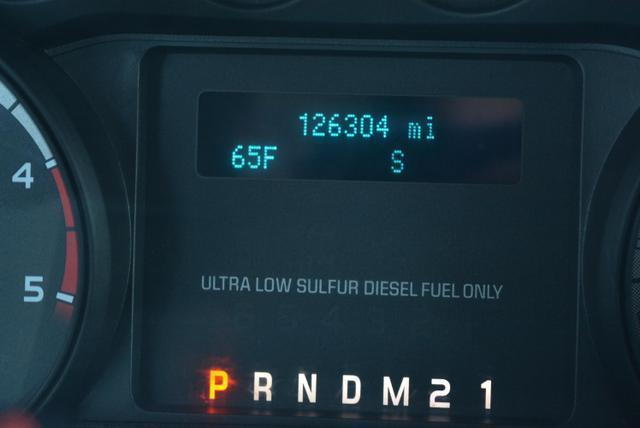 126304 mi
65F S
4
5
ULTRA LOW SULFUR DIESEL FUEL ONLY
P R N D M 2 1